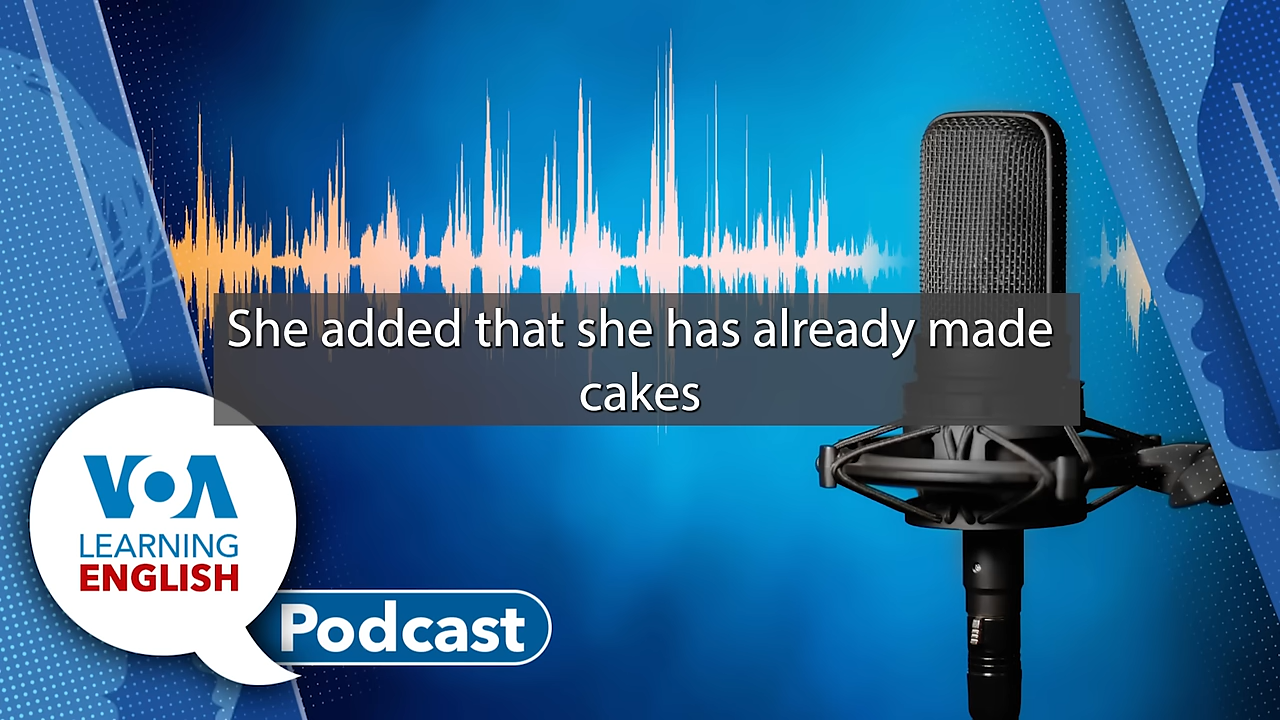 She added that she has already made
cakes
VOA
LEARNING
ENGLISH
Podcast